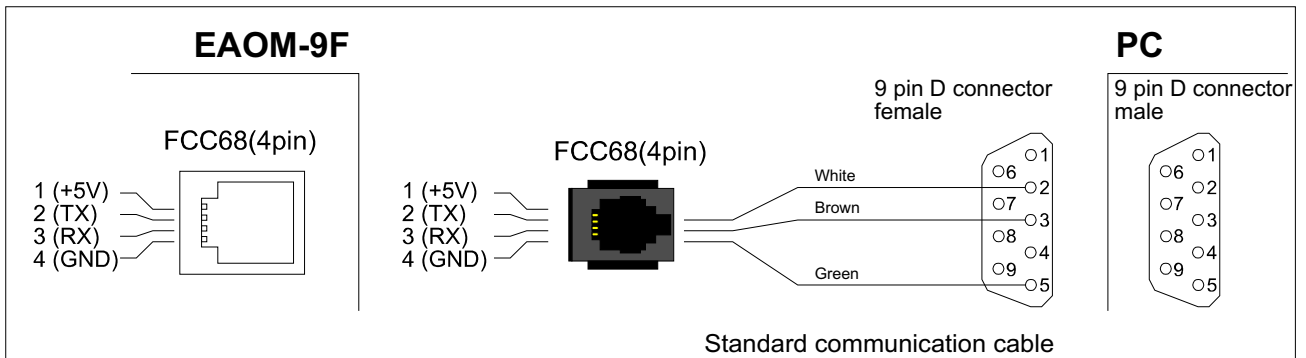 EAOM-9F
PC
9 pin D connector
female
9 pin D connector
male
FCC68(4pin)
1 (+5V)
2 (TX)
3 (RX)
4 (GND)
FCC68(4pin)
1 (+5V)
2 (TX)
3 (RX)
4 (GND)
White
Brown
Green
1
6
2
7
3
8
4
9
5
1
6
2
7
3
8
4
9
5
Standard communication cable